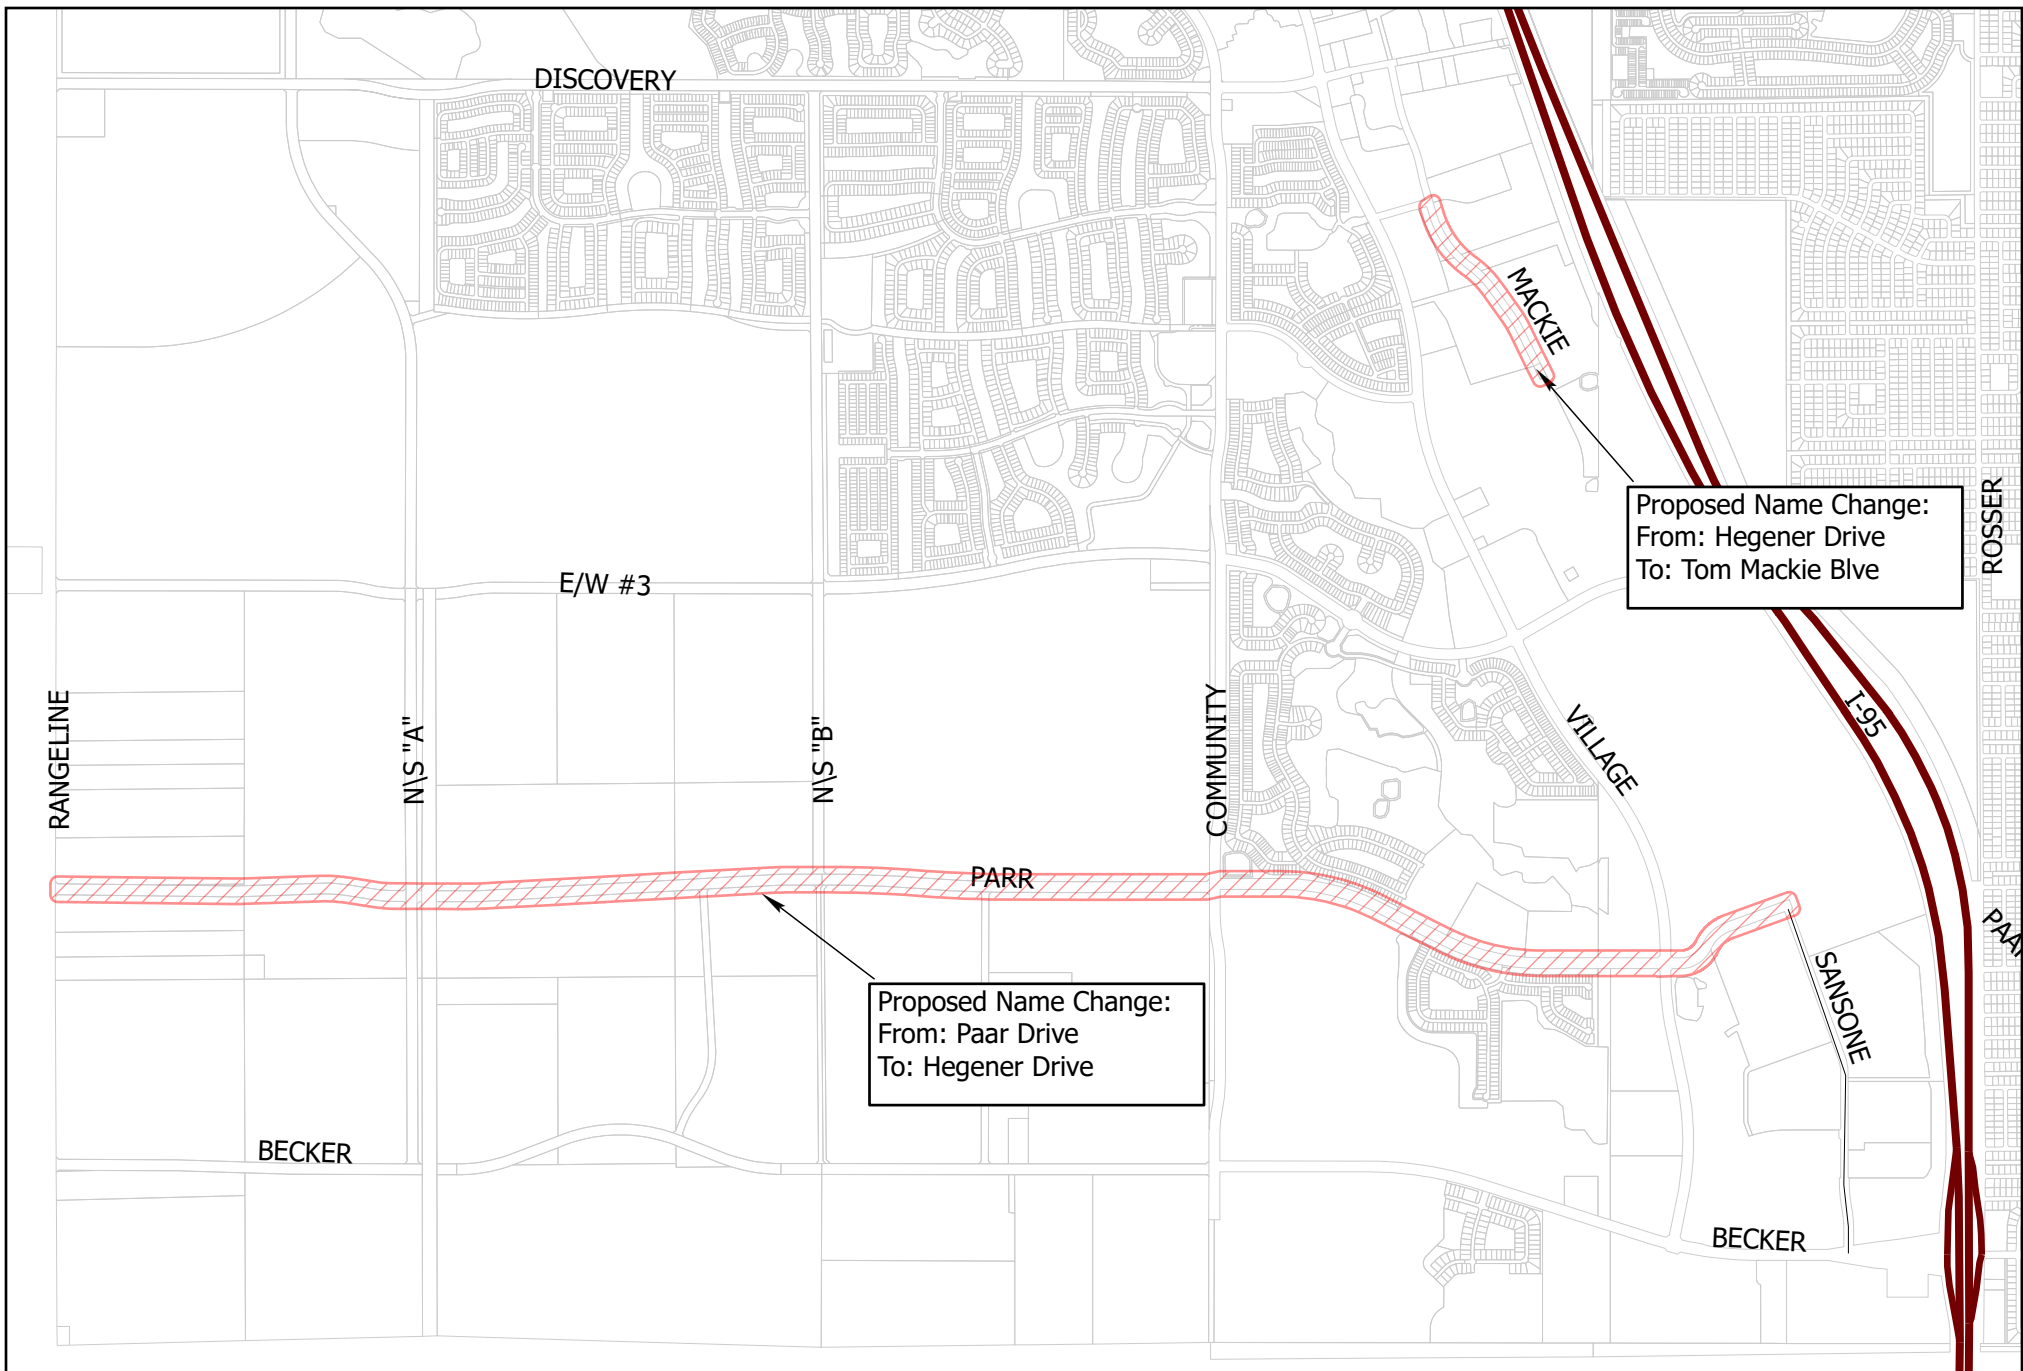 DISCOVERY
MACKIE
Proposed Name Change:
From: Hegener Drive
To: Tom Mackie Blve
ROSSER
E/W #3
RANGELINE
N\S "A"
N\S "B"
COMMUNITY
VILLAGE
I-95
PARR
PAA
SANSONE
Proposed Name Change:
From: Paar Drive
To: Hegener Drive
BECKER
BECKER